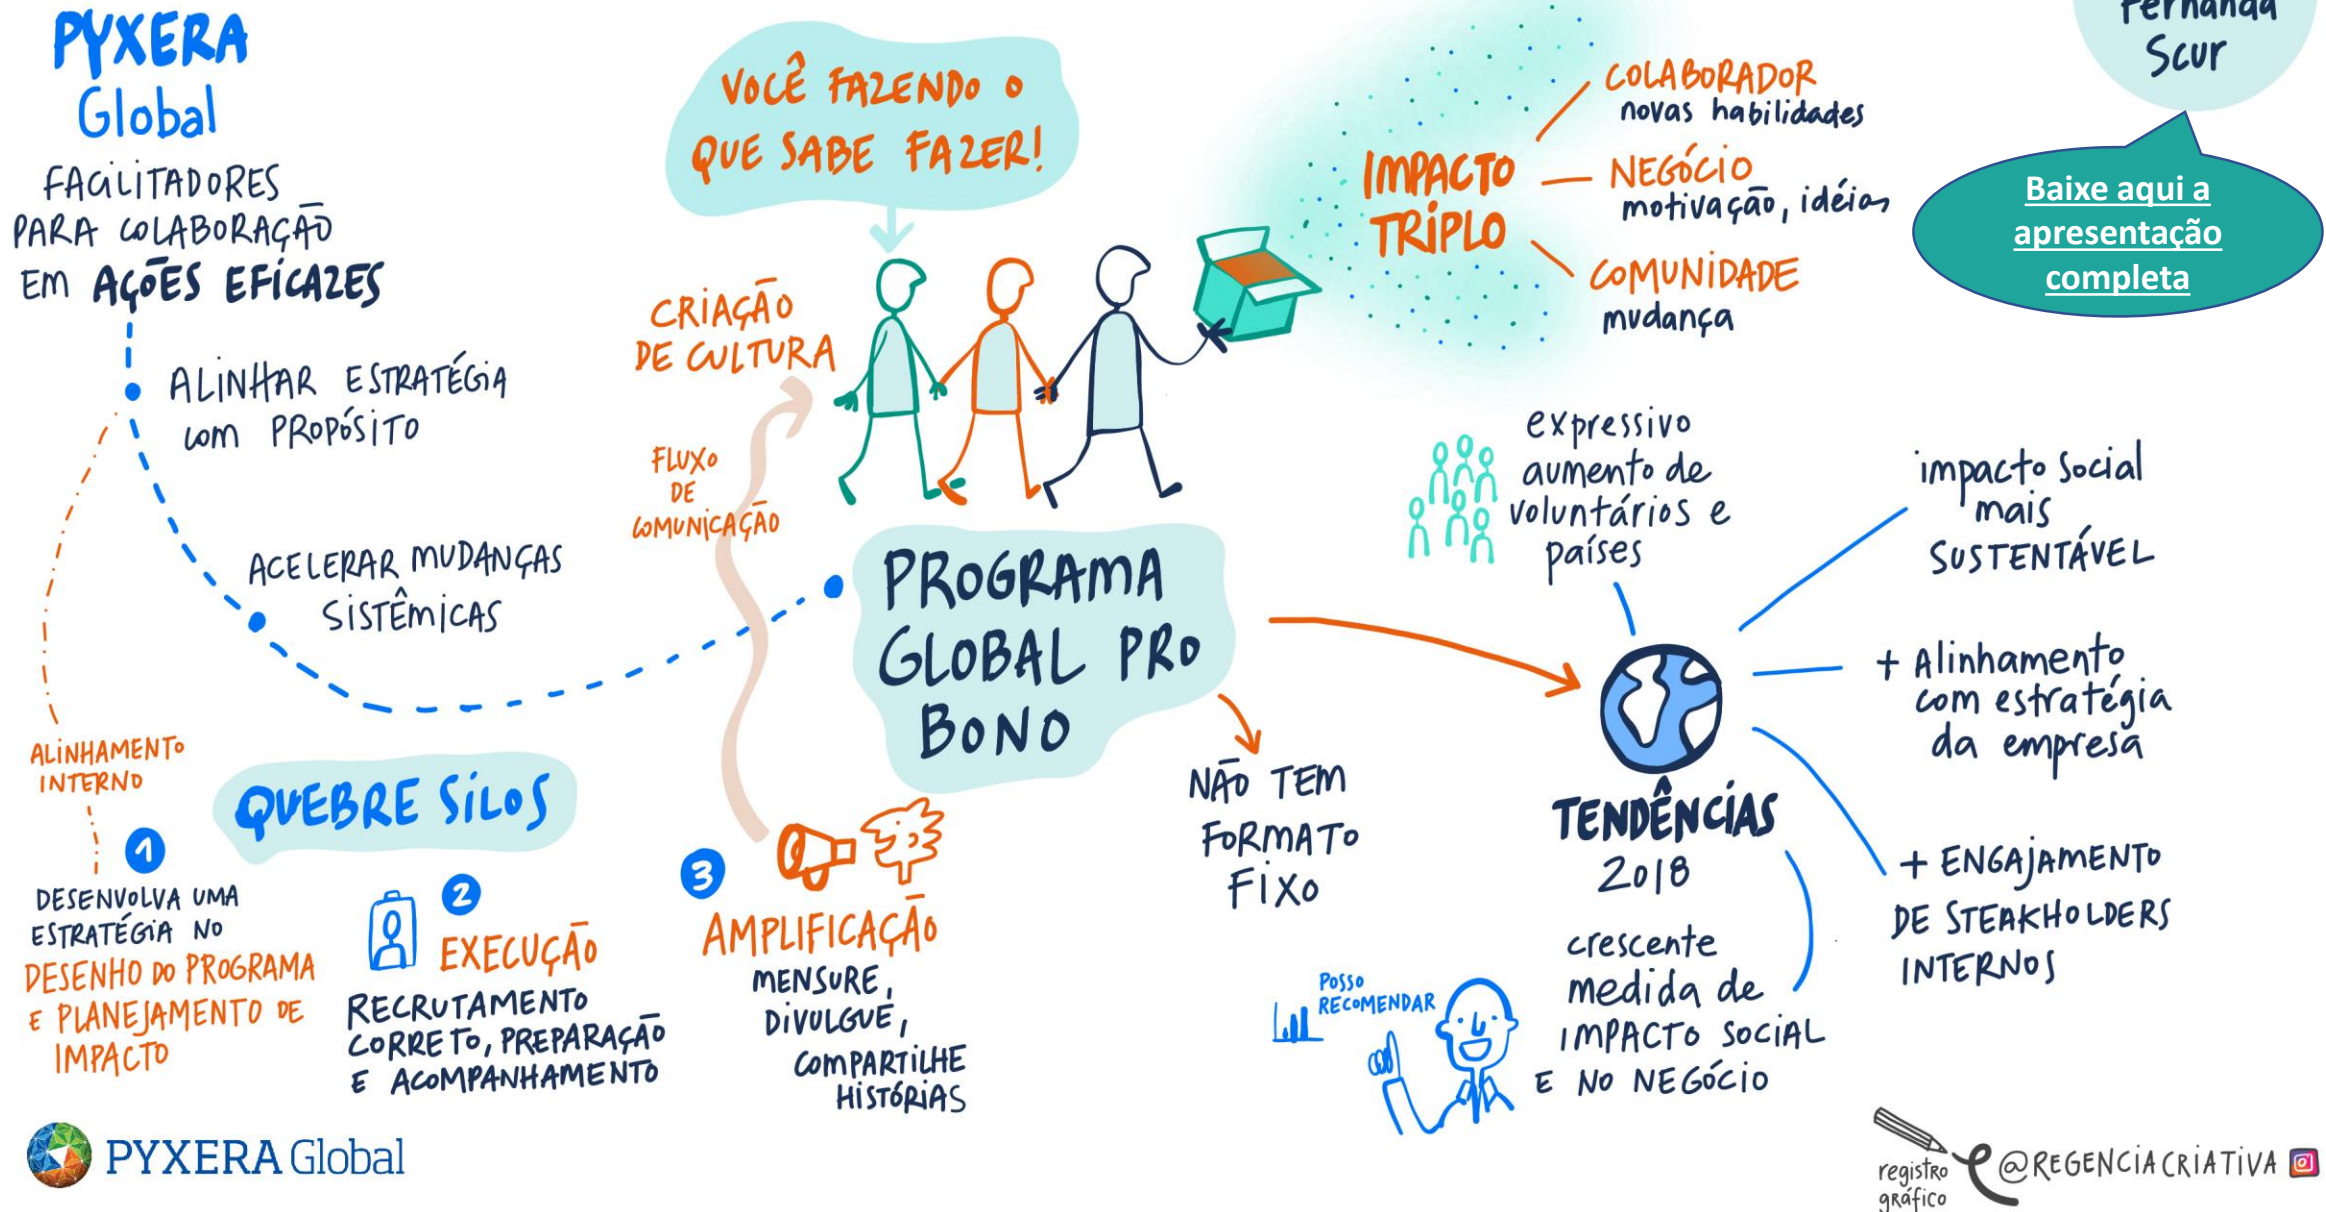 PYXERA
Global
FACILITADORES
PARA COLABORAÇÃO
EM AÇÕES EFICAZES
ALINHAR ESTRATÉGIA
COM PROPÓSITO
ACELERAR MUDANÇAS
SISTÊMICAS
ALINHAMENTO
INTERNO
QUEBRE SILOS
1
DESENVOLVA UMA
ESTRATÉGIA NO
DESENHO DO PROGRAMA
E PLANEJAMENTO DE
IMPACTO
2
EXECUÇÃO
RECRUTAMENTO
CORRETO, PREPARAÇÃO
E ACOMPANHAMENTO
3
AMPLIFICAÇÃO
MENSURE,
DIVULGUE,
COMPARTILHE
HISTÓRIAS
FLUXO
DE
COMUNICAÇÃO
CRIAÇÃO
DE CULTURA
VOCÊ FAZENDO O
QUE SABE FAZER!
PROGRAMA
GLOBAL PRO
BONO
NÃO TEM
FORMATO
FIXO
IMPACTO
TRIPLO
COLABORADOR
novas habilidades
NEGÓCIO
motivação, idéias
COMUNIDADE
mudança
Fernanda
Scur
Baixe aqui a
apresentação
completa
expressivo
aumento de
voluntários e
países
impacto social
mais
SUSTENTÁVEL
+ Alinhamento
com estratégia
da empresa
+ ENGAJAMENTO
DE STEAKHOLDERS
INTERNOS
TENDÊNCIAS
2018
crescente
medida de
IMPACTO SOCIAL
E NO NEGÓCIO
POSSO
RECOMENDAR
PYXERA Global
registro
gráfico
@REGENCIACRIATIVA